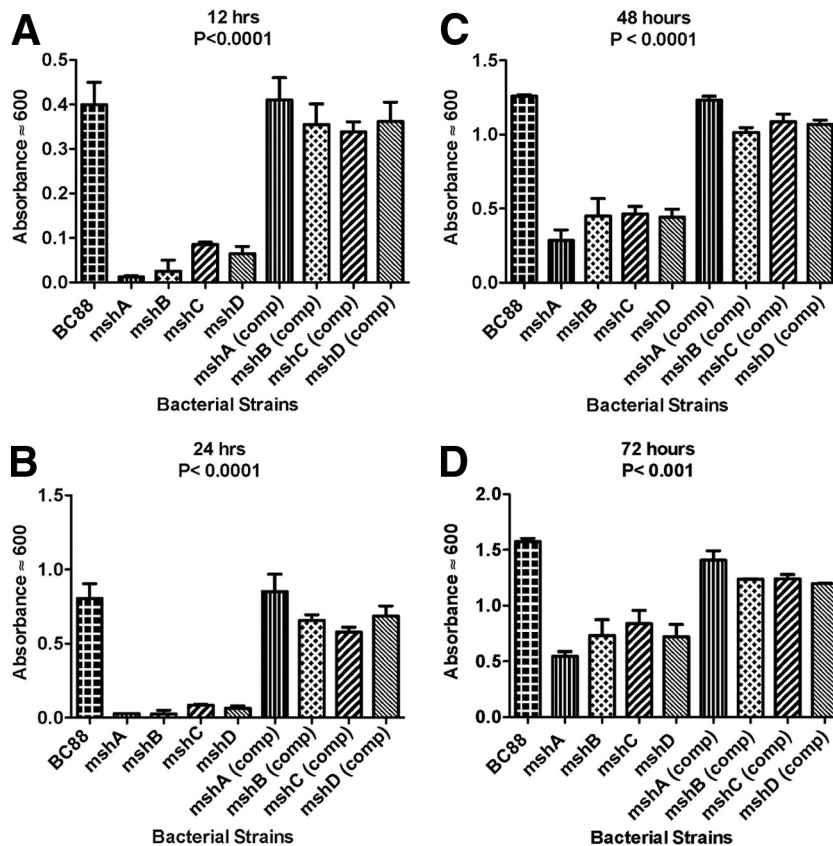 A
12 hrs
P<0.0001
Absorbance ≈ 600
0.5
0.4
0.3
0.2
0.1
0.0
BC88
mshA
mshB
mshC
mshD
mshA (comp)
mshB (comp)
mshC (comp)
mshD (comp)
Bacterial Strains
B
24 hrs
P< 0.0001
Absorbance ≈ 600
1.5
1.0
0.5
0.0
BC88
mshA
mshB
mshC
mshD
mshA (comp)
mshB (comp)
mshC (comp)
mshD (comp)
Bacterial Strains
C
48 hours
P < 0.0001
Absorbance ≈ 600
1.5
1.0
0.5
0.0
BC88
mshA
mshB
mshC
mshD
mshA (comp)
mshB (comp)
mshC (comp)
mshD (comp)
Bacterial Strains
D
72 hours
P< 0.001
Absorbance ≈ 600
2.0
1.5
1.0
0.5
0.0
BC88
mshA
mshB
mshC
mshD
mshA (comp)
mshB (comp)
mshC (comp)
mshD (comp)
Bacterial Strains